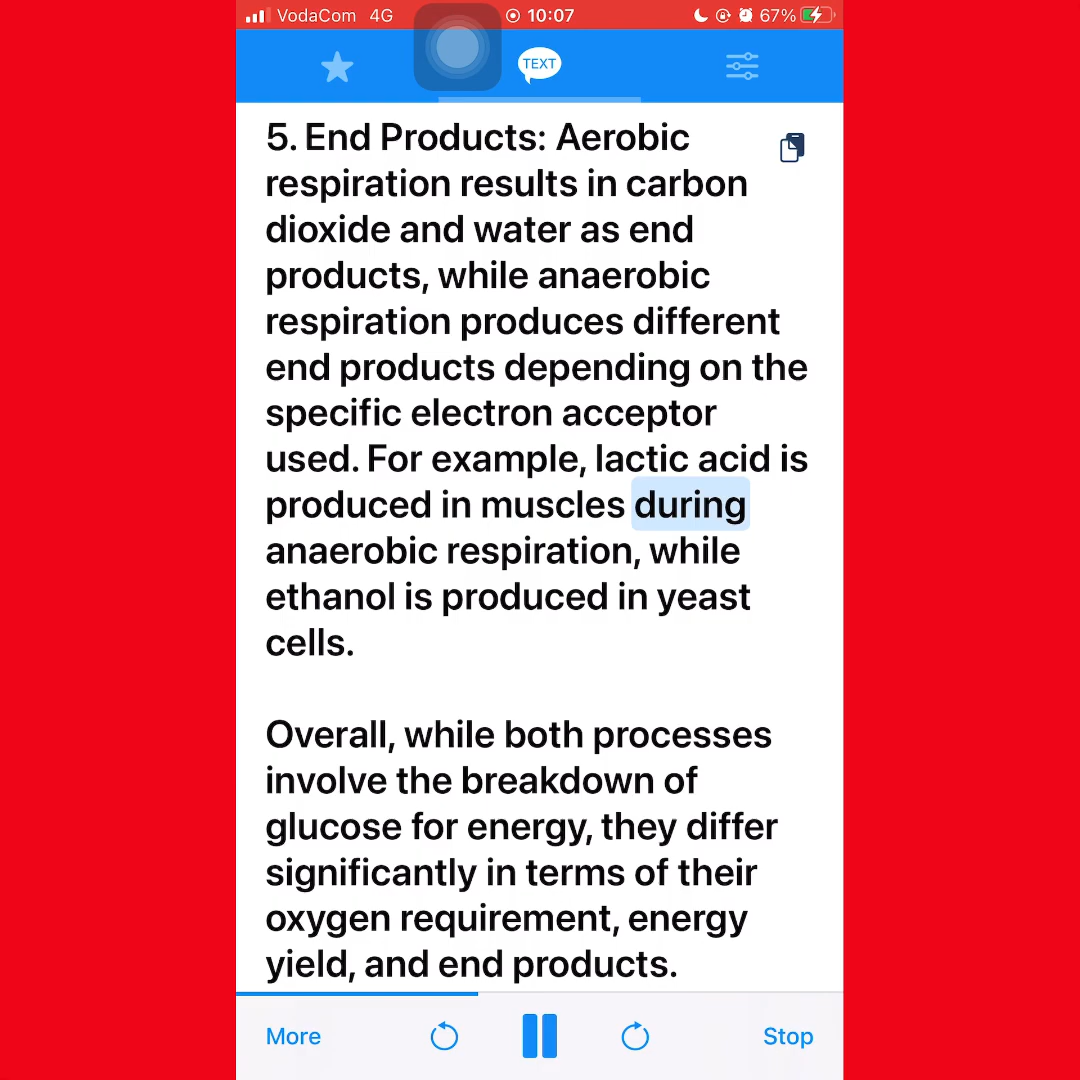 VodaCom 4G 10:07 67%
TEXT
5. End Products: Aerobic
respiration results in carbon
dioxide and water as end
products, while anaerobic
respiration produces different
end products depending on the
specific electron acceptor
used. For example, lactic acid is
produced in muscles during
anaerobic respiration, while
ethanol is produced in yeast
cells.
Overall, while both processes
involve the breakdown of
glucose for energy, they differ
significantly in terms of their
oxygen requirement, energy
yield, and end products.
More Stop